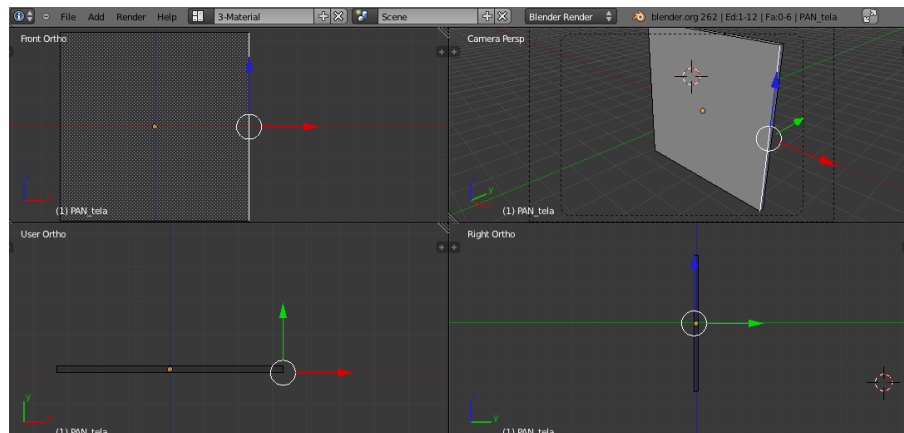 File Add Render Help 3-Material Scene Blender Render blender.org 262 | Ed:1-12 | Fa:0-6 | PAN_tela
Front Ortho
z
x
(1) PAN_tela
Camera Persp
z
y
(1) PAN_tela
User Ortho
y
x
(1) PAN_tela
Right Ortho
z
y
(1) PAN_tela